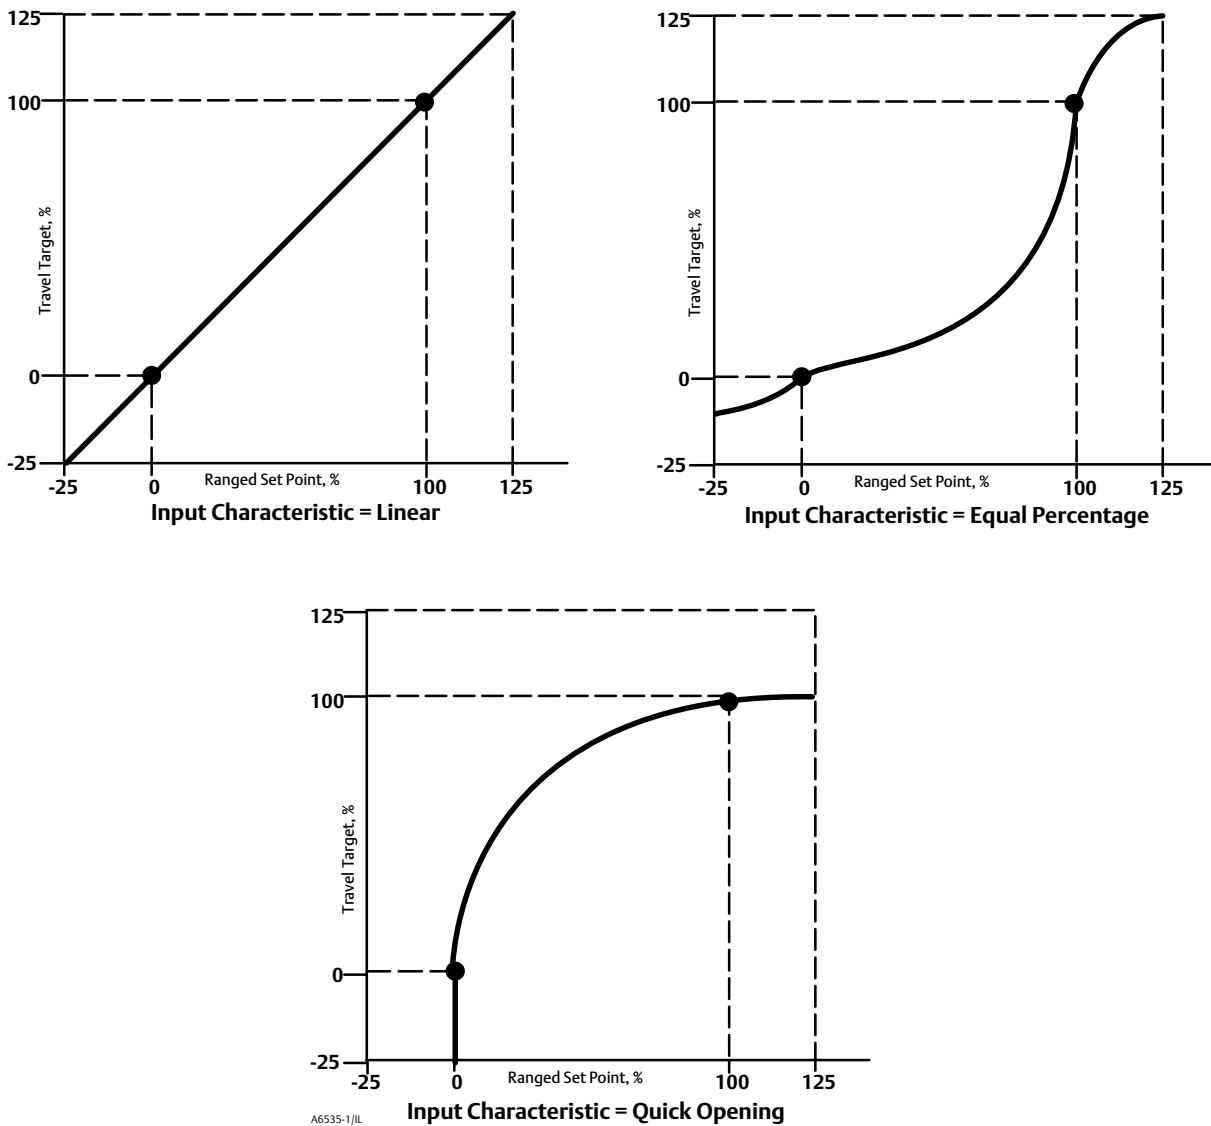 125
100
Travel Target, %
0
-25
-25 0 Ranged Set Point, % 100 125
Input Characteristic = Linear
125
100
Travel Target, %
0
-25
-25 0 Ranged Set Point, % 100 125
Input Characteristic = Equal Percentage
125
100
Travel Target, %
0
-25
-25 0 Ranged Set Point, % 100 125
A6535-1/IL
Input Characteristic = Quick Opening